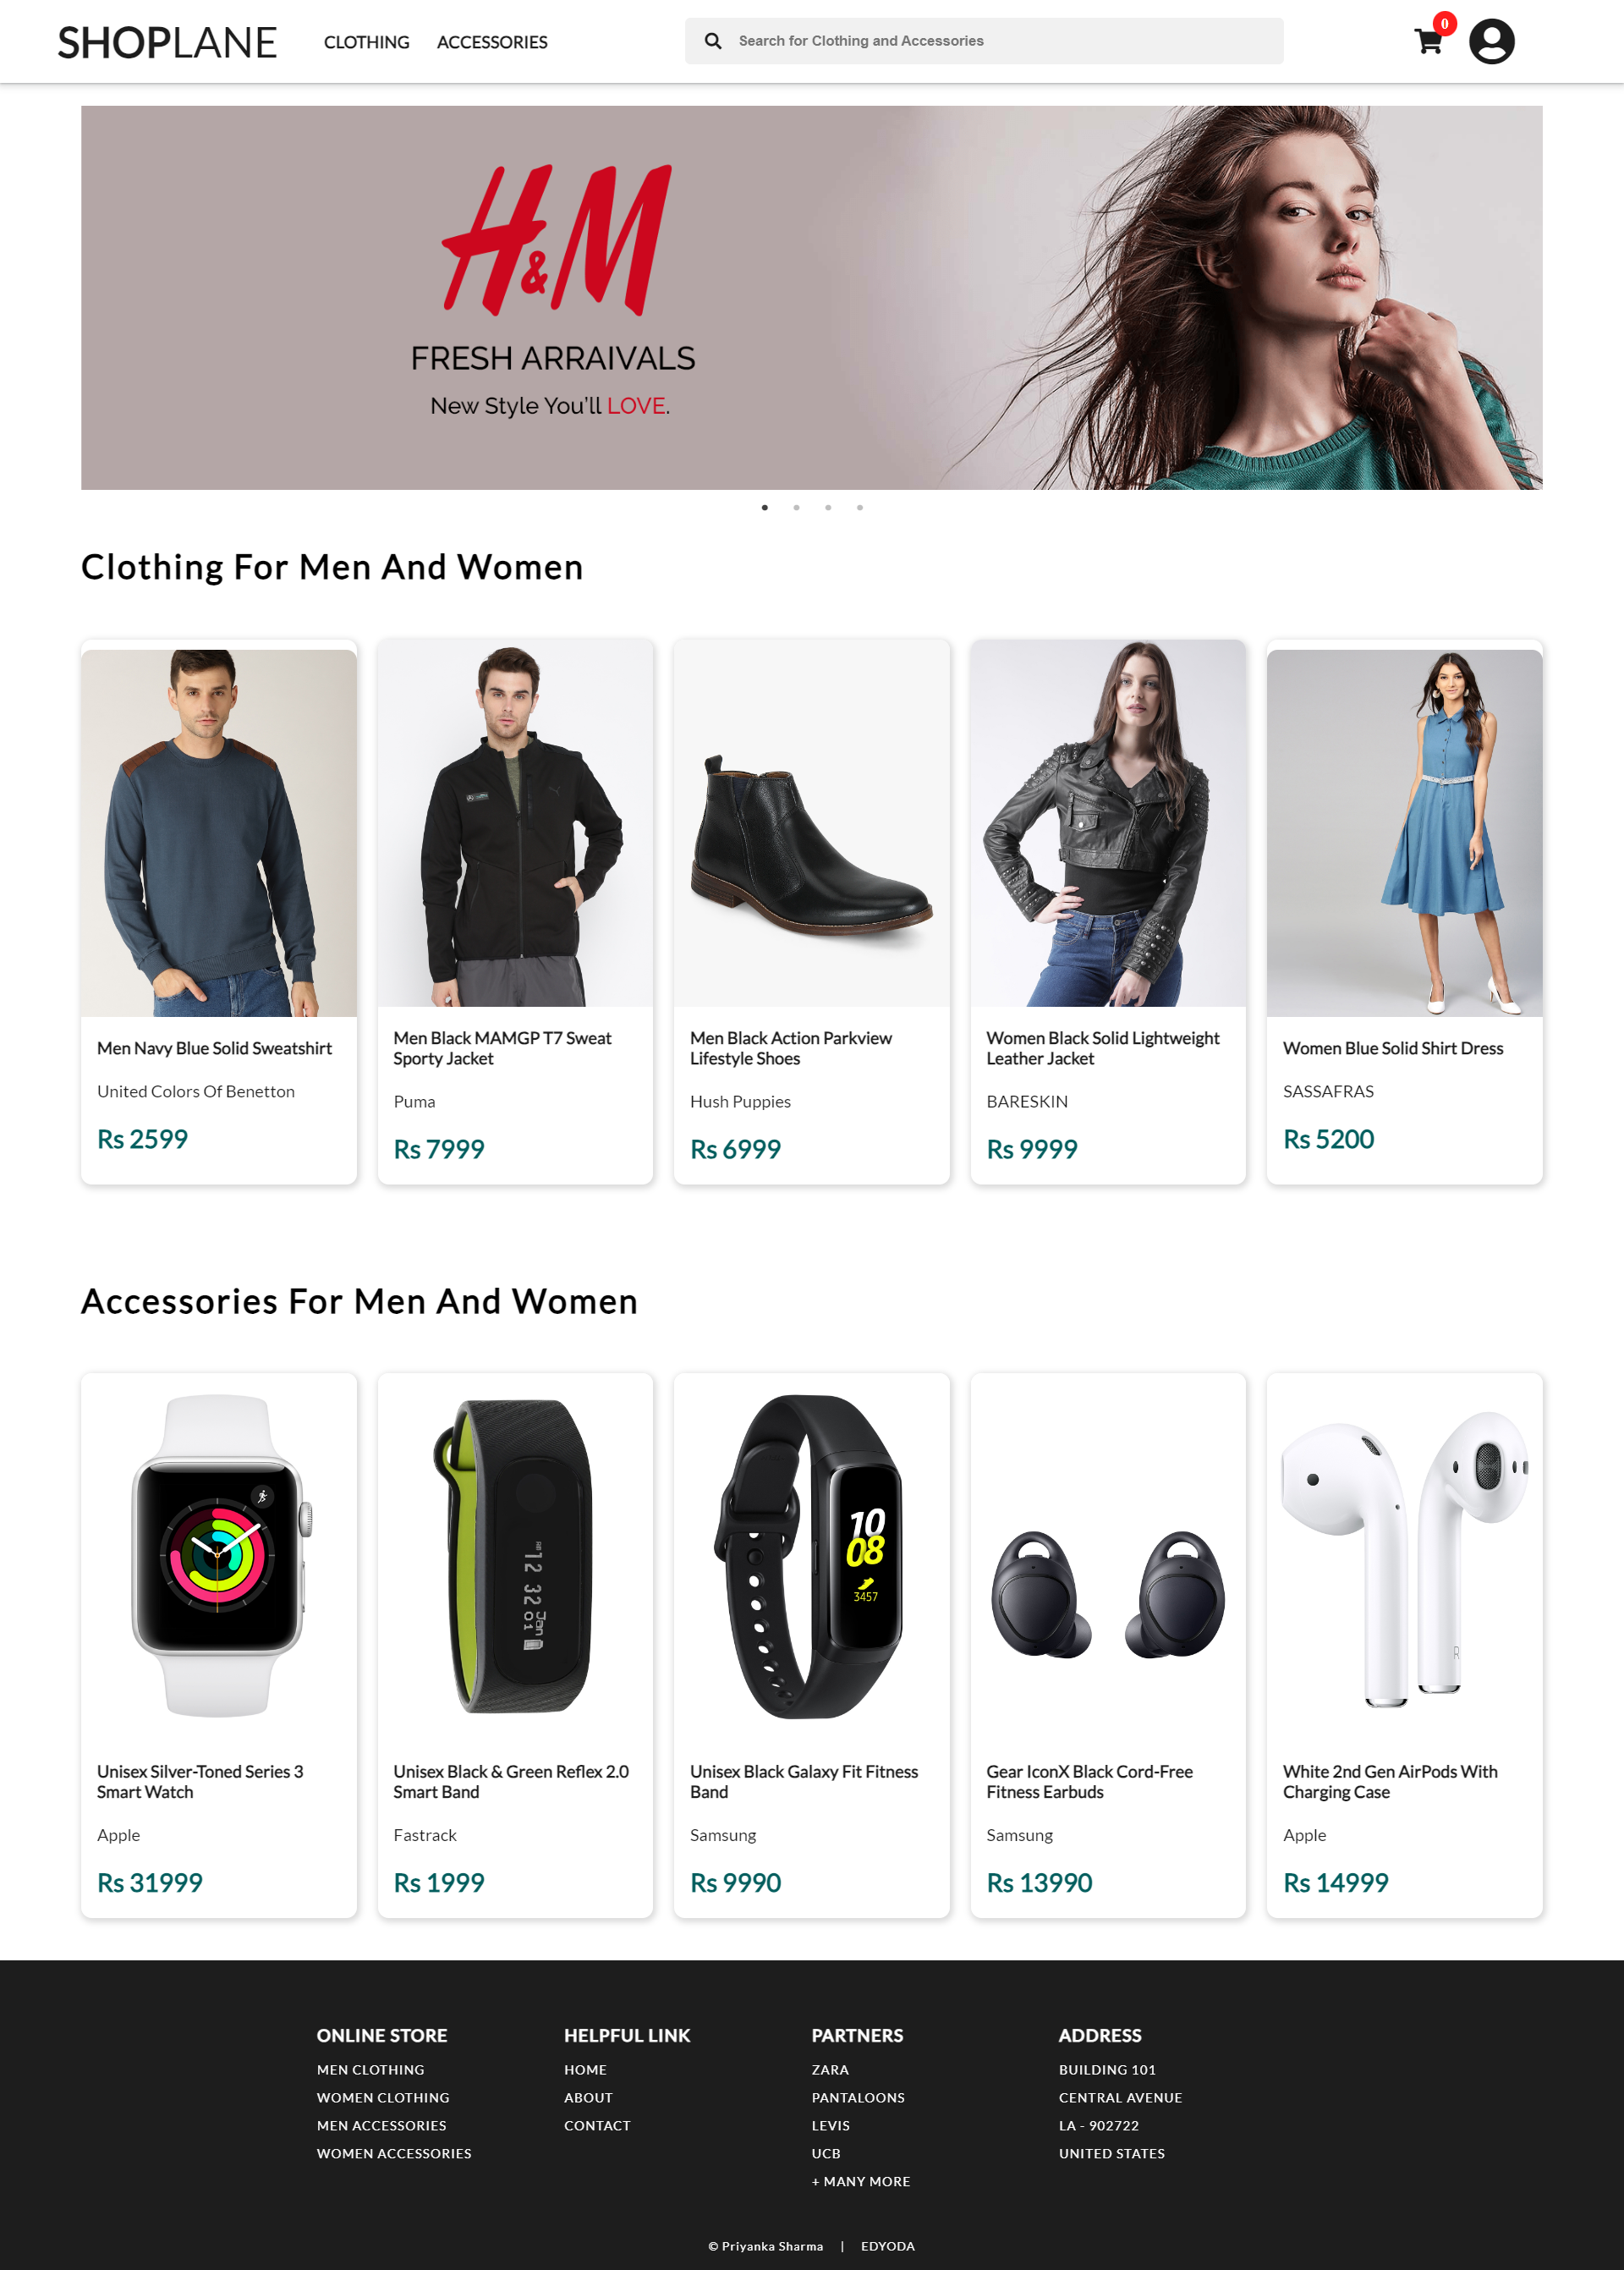 SHOPLANE
CLOTHING
ACCESSORIES
Search for Clothing and Accessories
0
H&M
FRESH ARRAIVALS
New Style You'll LOVE.
Clothing For Men And Women
Men Navy Blue Solid Sweatshirt
United Colors Of Benetton
Rs 2599
Men Black MAMGP T7 Sweat
Sporty Jacket
Puma
Rs 7999
Men Black Action Parkview
Lifestyle Shoes
Hush Puppies
Rs 6999
Women Black Solid Lightweight
Leather Jacket
BARESKIN
Rs 9999
Women Blue Solid Shirt Dress
SASSAFRAS
Rs 5200
Accessories For Men And Women
AM
12 32
Jan
01
10
08
3457
R
Unisex Silver-Toned Series 3
Smart Watch
Apple
Rs 31999
Unisex Black & Green Reflex 2.0
Smart Band
Fastrack
Rs 1999
Unisex Black Galaxy Fit Fitness
Band
Samsung
Rs 9990
Gear IconX Black Cord-Free
Fitness Earbuds
Samsung
Rs 13990
White 2nd Gen AirPods With
Charging Case
Apple
Rs 14999
ONLINE STORE
MEN CLOTHING
WOMEN CLOTHING
MEN ACCESSORIES
WOMEN ACCESSORIES
HELPFUL LINK
HOME
ABOUT
CONTACT
PARTNERS
ZARA
PANTALOONS
LEVIS
UCB
+ MANY MORE
ADDRESS
BUILDING 101
CENTRAL AVENUE
LA - 902722
UNITED STATES
© Priyanka Sharma | EDYODA